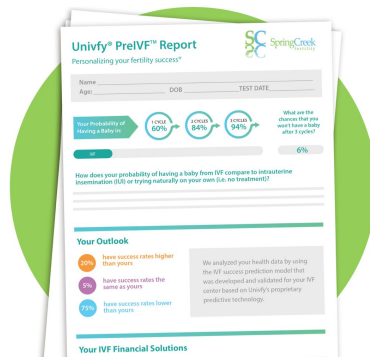 Univfy® PreIVF™ Report
Personalizing your fertility success®
SCSC
SpringCreek
FERTILITY
Name
Age:
DOB
TEST DATE
Your Probability of
Having a Baby in:
1 CYCLE
60%
2 CYCLES
84%
3 CYCLES
94%
What are the
chances that you
won't have a baby
after 3 cycles?
6%
How does your probability of having a baby from IVF compare to intrauterine
insemination (IUI) or trying naturally on your own (i.e. no treatment)?
Your Outlook
20%
have success rates higher
than yours
5%
have success rates the
same as yours
75%
have success rates lower
than yours
We analyzed your health data by using
the IVF success prediction model that
was developed and validated for your IVF
center based on Univfy's proprietary
predictive technology.
Your IVF Financial Solutions